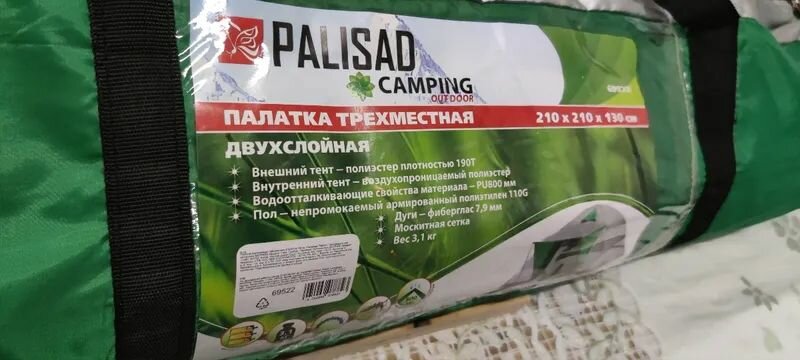 PALISAD
CAMPING
OUTDOOR
ПАЛАТКА ТРЕХМЕСТНАЯ 210 x 210 x 130 см
ДВУХСЛОЙНАЯ
Внешний тент – полиэстер плотностью 190Т
Внутренний тент – воздухопроницаемый полиэстер
Водоотталкивающие свойства материала – PU800 мм
Пол – непромокаемый армированный полиэтилен 110G
Дуги – фиберглас 7,9 мм
Москитная сетка
Вес 3,1 кг
69522